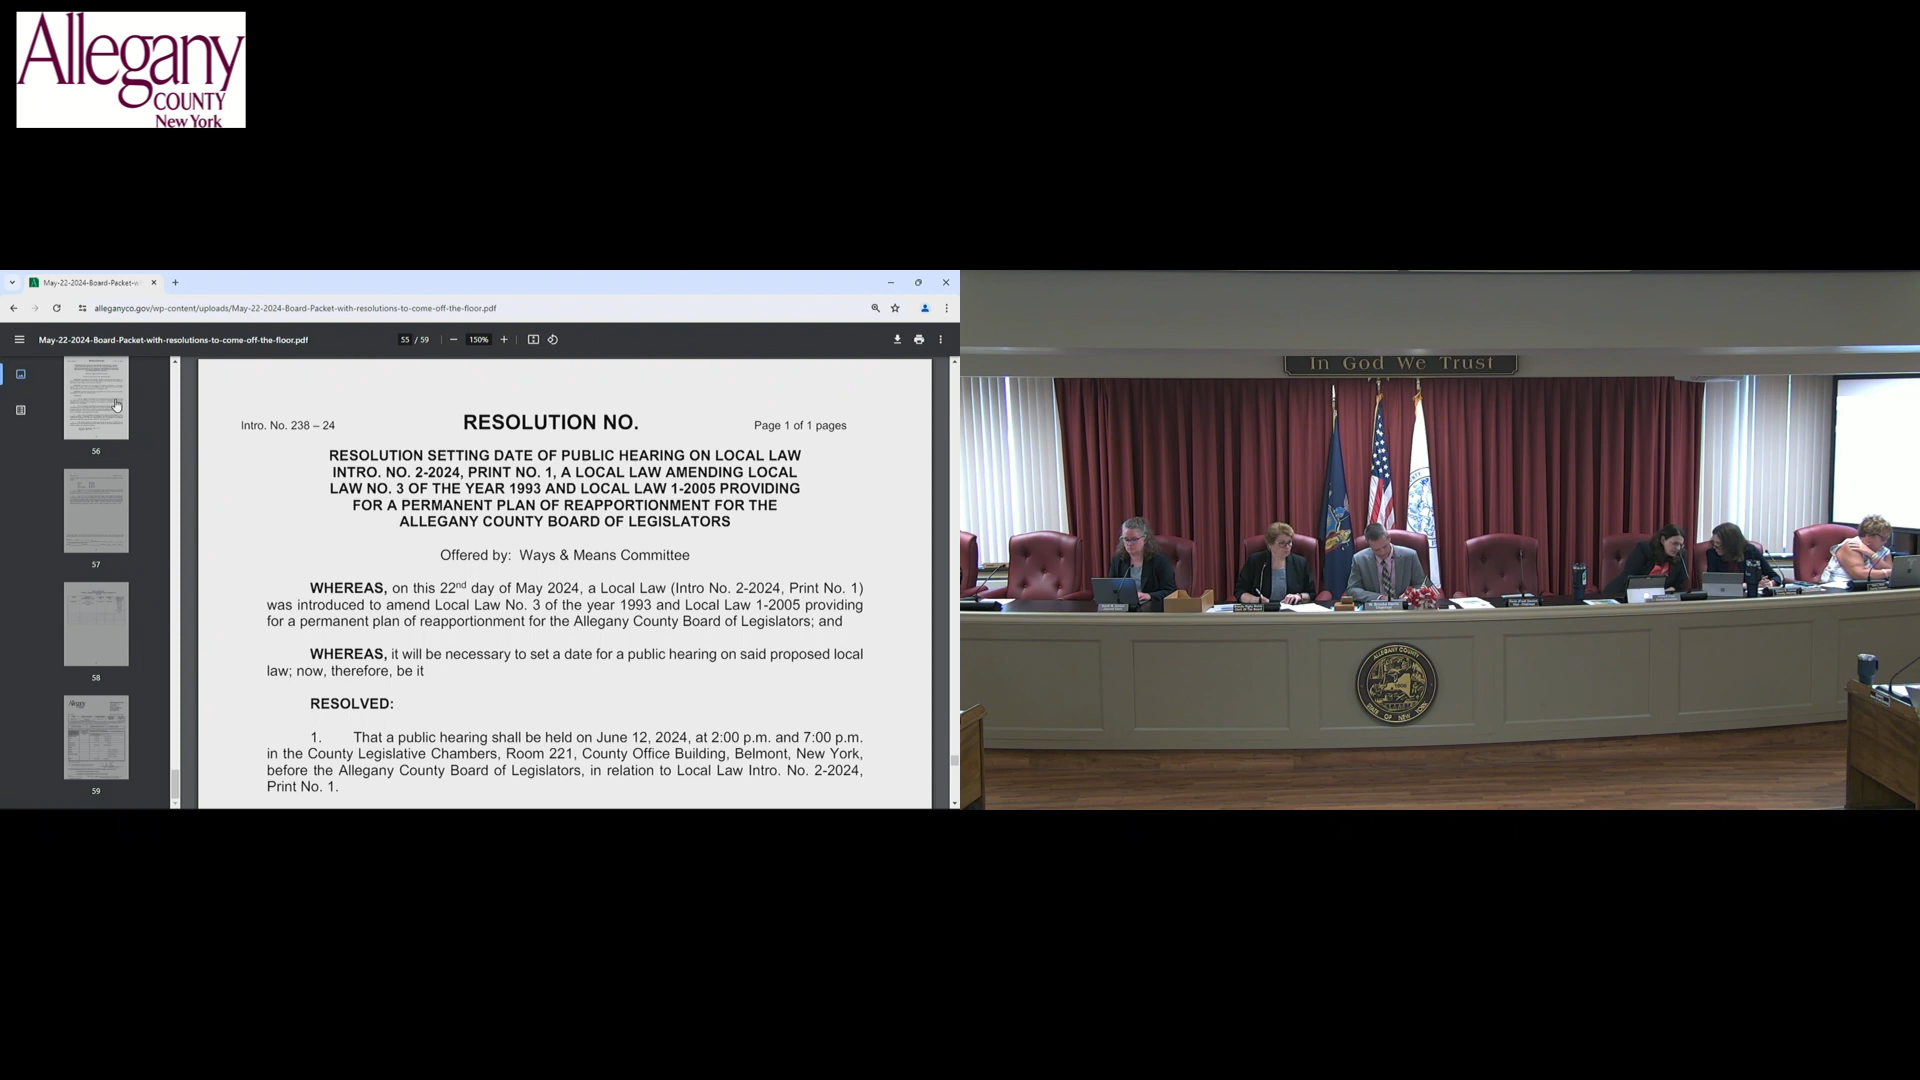 Allegany
COUNTY
New York
May-22-2024-Board-Packet-w
alleganyco.gov/wp-content/uploads/May-22-2024-Board-Packet-with-resolutions-to-come-off-the-floor.pdf
May-22-2024-Board-Packet-with-resolutions-to-come-off-the-floor.pdf
55 / 59
150%
56
57
58
59
Intro. No. 238 – 24
RESOLUTION NO.
Page 1 of 1 pages
RESOLUTION SETTING DATE OF PUBLIC HEARING ON LOCAL LAW
INTRO. NO. 2-2024, PRINT NO. 1, A LOCAL LAW AMENDING LOCAL
LAW NO. 3 OF THE YEAR 1993 AND LOCAL LAW 1-2005 PROVIDING
FOR A PERMANENT PLAN OF REAPPORTIONMENT FOR THE
ALLEGANY COUNTY BOARD OF LEGISLATORS
Offered by: Ways & Means Committee
WHEREAS, on this 22nd day of May 2024, a Local Law (Intro No. 2-2024, Print No. 1)
was introduced to amend Local Law No. 3 of the year 1993 and Local Law 1-2005 providing
for a permanent plan of reapportionment for the Allegany County Board of Legislators; and
WHEREAS, it will be necessary to set a date for a public hearing on said proposed local
law; now, therefore, be it
RESOLVED:
1. That a public hearing shall be held on June 12, 2024, at 2:00 p.m. and 7:00 p.m.
in the County Legislative Chambers, Room 221, County Office Building, Belmont, New York,
before the Allegany County Board of Legislators, in relation to Local Law Intro. No. 2-2024,
Print No. 1.
In God We Trust
ALLEGANY COUNTY
STATE OF NEW YORK